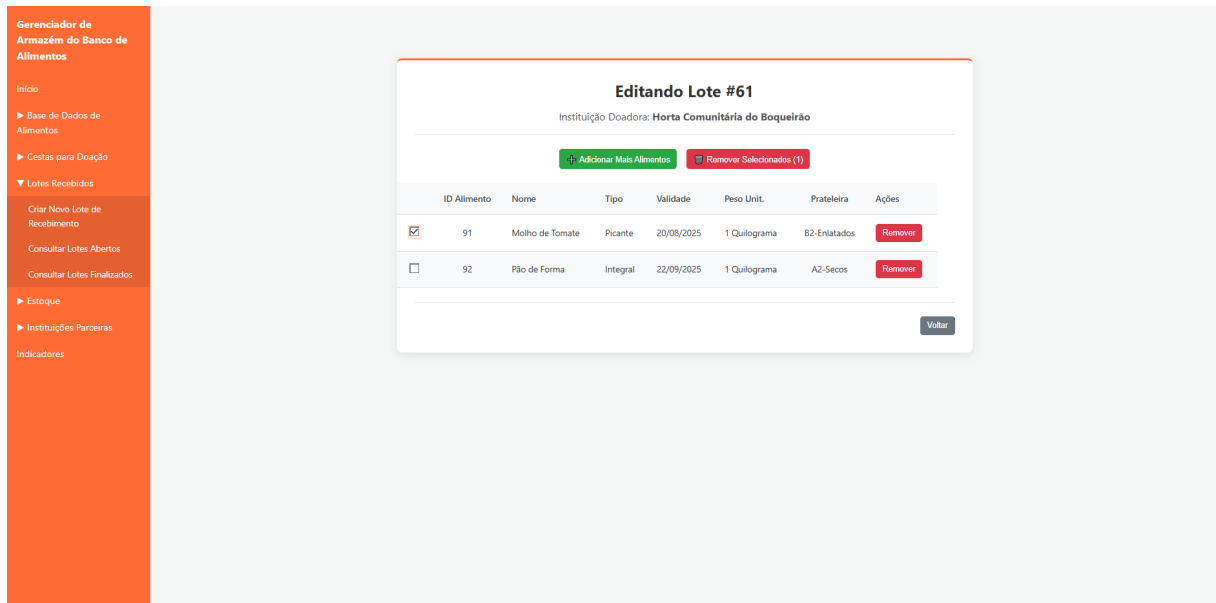 Gerenciador de
Armazém do Banco de
Alimentos
Início
▶ Base de Dados de
Alimentos
▶ Cestas para Doação
▼ Lotes Recebidos
Criar Novo Lote de
Recebimento
Consultar Lotes Abertos
Consultar Lotes Finalizados
▶ Estoque
▶ Instituições Parceiras
Indicadores
Editando Lote #61
Instituição Doadora: Horta Comunitária do Boqueirão
➕ Adicionar Mais Alimentos
🗑 Remover Selecionados (1)
ID Alimento Nome Tipo Validade Peso Unit. Prateleira Ações
91 Molho de Tomate Picante 20/08/2025 1 Quilograma B2-Enlatados Remover
92 Pão de Forma Integral 22/09/2025 1 Quilograma A2-Secos Remover
Voltar